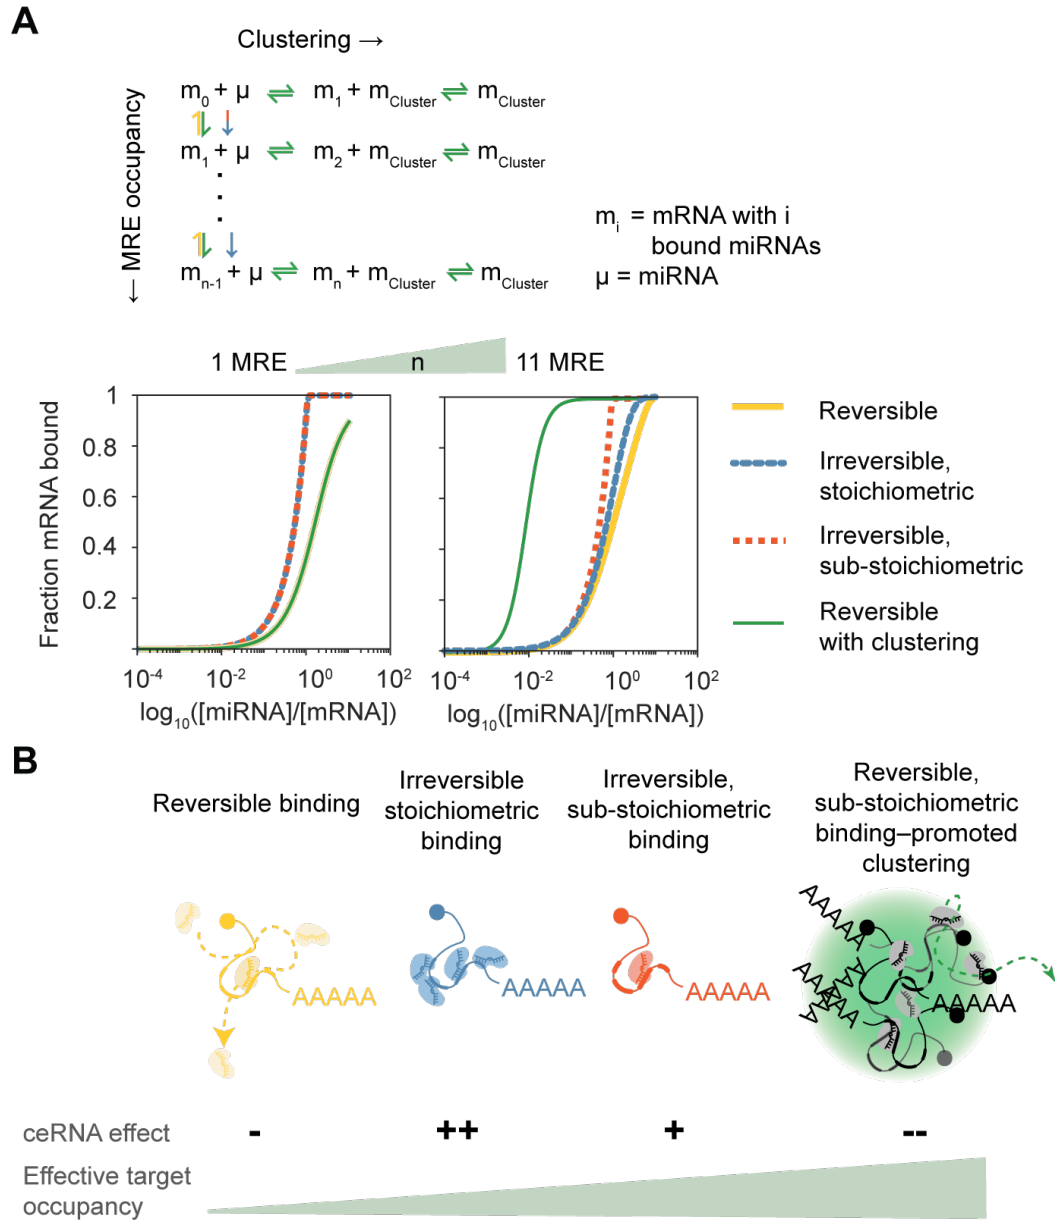 A
Clustering →
← MRE occupancy
m0 + μ ⇌ m1 + mCluster ⇌ mCluster
m1 + μ ⇌ m2 + mCluster ⇌ mCluster
mn-1 + μ ⇌ mn + mCluster ⇌ mCluster
mi = mRNA with i
bound miRNAs
μ = miRNA
1 MRE
n
11 MRE
Fraction mRNA bound
1
0.8
0.6
0.4
0.2
10-4 10-2 100 102
log10([miRNA]/[mRNA])
10-4 10-2 100 102
log10([miRNA]/[mRNA])
Reversible
Irreversible,
stoichiometric
Irreversible,
sub-stoichiometric
Reversible
with clustering
B
Reversible binding
Irreversible
stoichiometric
binding
Irreversible,
sub-stoichiometric
binding
Reversible,
sub-stoichiometric
binding–promoted
clustering
AAAAA
AAAAA
AAAAA
AAAAA
AAAAA
AAAAA
AAAAA
ceRNA effect
- ++ + --
Effective target
occupancy